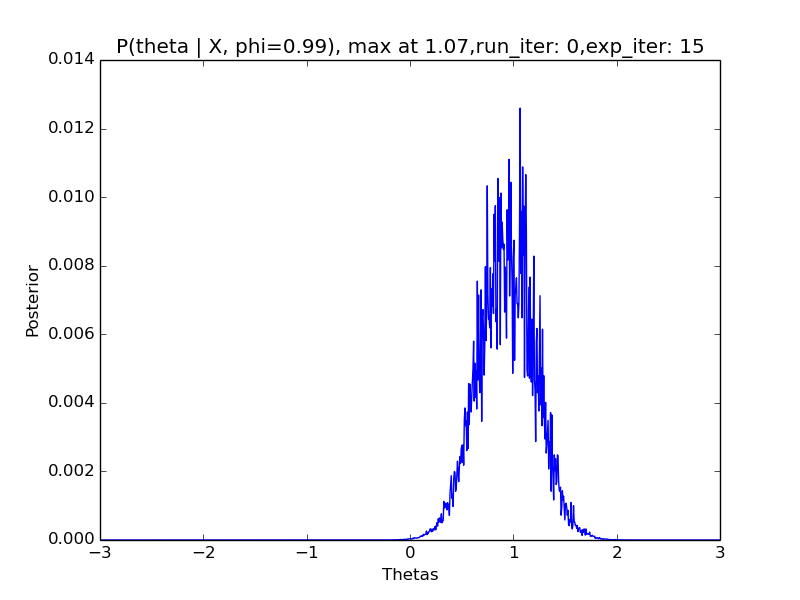 P(theta | X, phi=0.99), max at 1.07,run_iter: 0,exp_iter: 15
0.014
0.012
0.010
0.008
0.006
0.004
0.002
0.000
Posterior
−3 −2 −1 0 1 2 3
Thetas